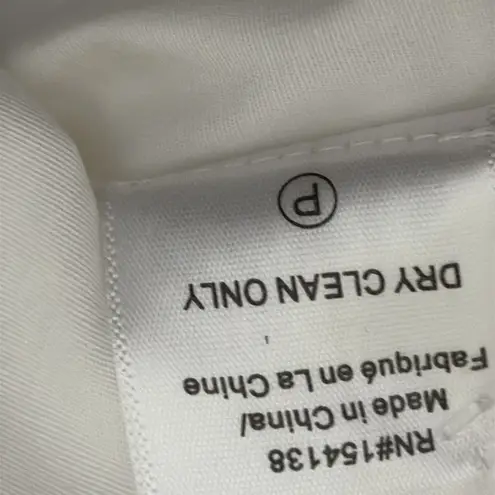 RN#154138
Made in China/
Fabriqué en La Chine
DRY CLEAN ONLY
P